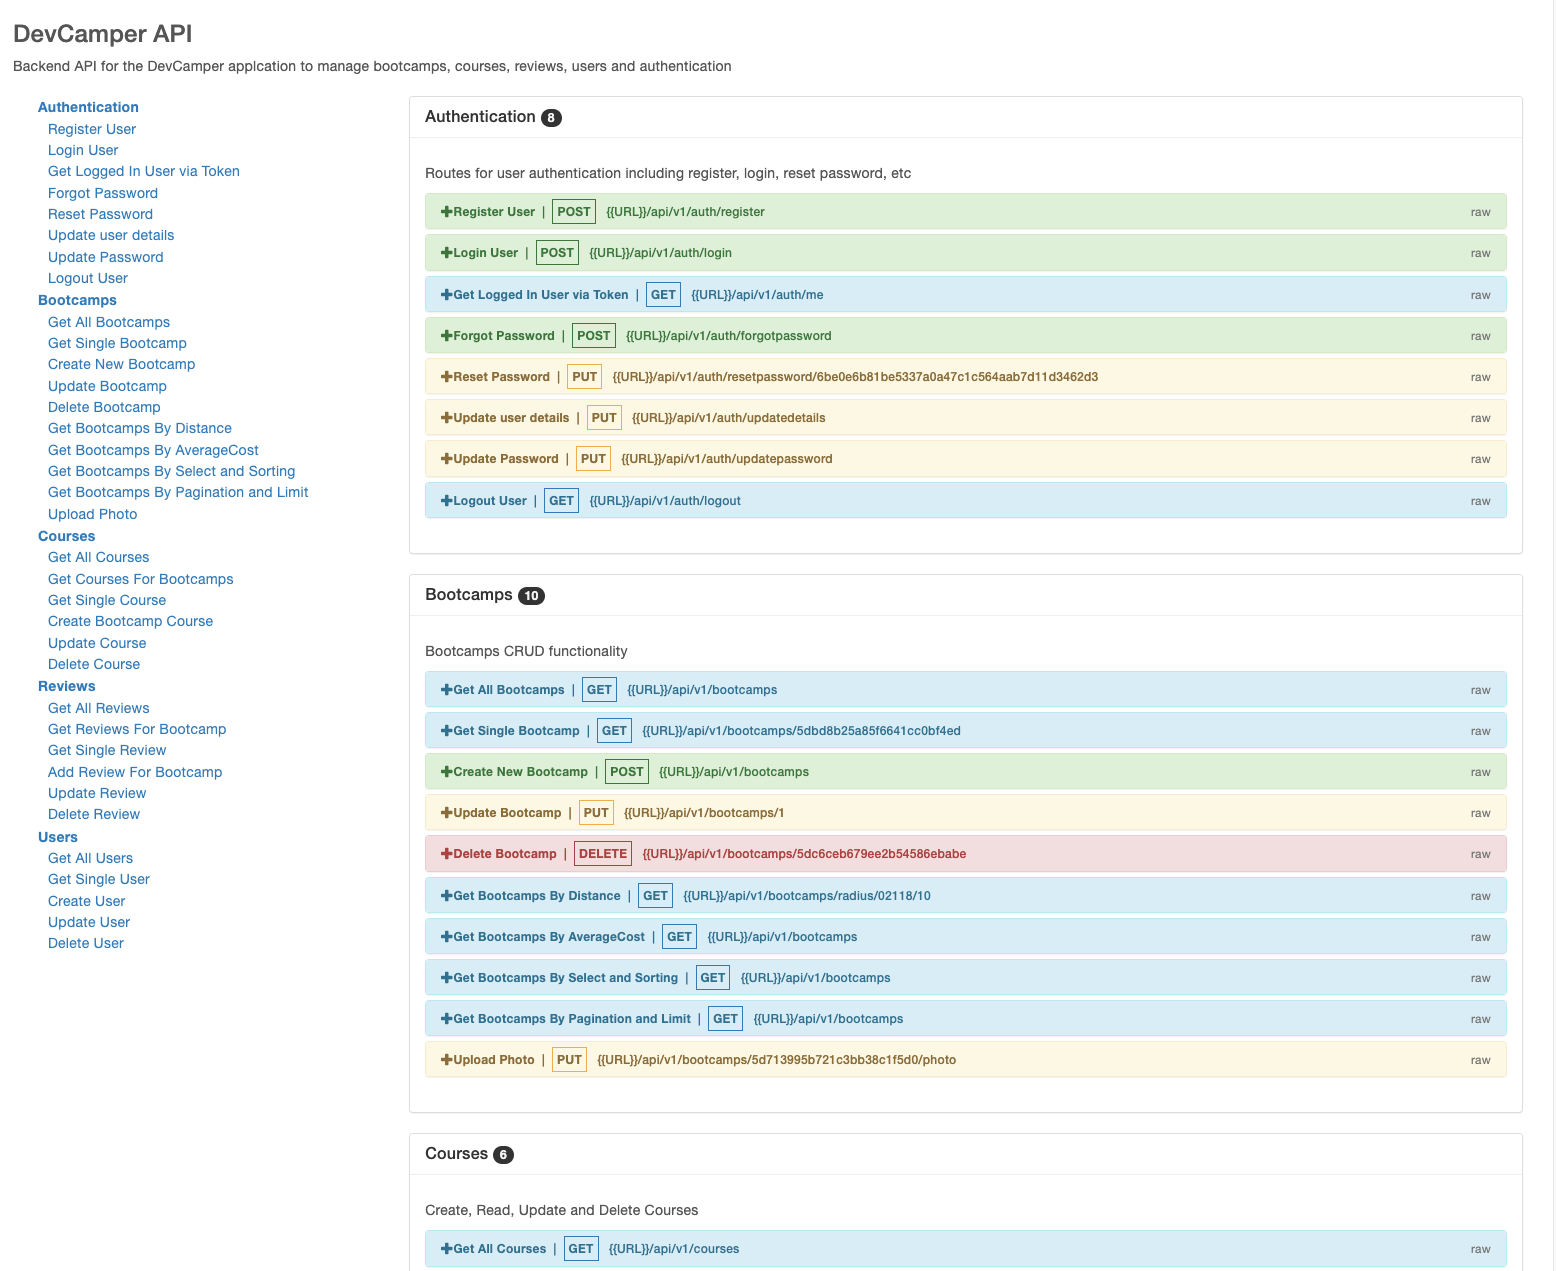 DevCamper API
Backend API for the DevCamper applcation to manage bootcamps, courses, reviews, users and authentication
Authentication
Register User
Login User
Get Logged In User via Token
Forgot Password
Reset Password
Update user details
Update Password
Logout User
Bootcamps
Get All Bootcamps
Get Single Bootcamp
Create New Bootcamp
Update Bootcamp
Delete Bootcamp
Get Bootcamps By Distance
Get Bootcamps By AverageCost
Get Bootcamps By Select and Sorting
Get Bootcamps By Pagination and Limit
Upload Photo
Courses
Get All Courses
Get Courses For Bootcamps
Get Single Course
Create Bootcamp Course
Update Course
Delete Course
Reviews
Get All Reviews
Get Reviews For Bootcamp
Get Single Review
Add Review For Bootcamp
Update Review
Delete Review
Users
Get All Users
Get Single User
Create User
Update User
Delete User
Authentication 8
Routes for user authentication including register, login, reset password, etc
Register User | POST {{URL}}/api/v1/auth/register raw
Login User | POST {{URL}}/api/v1/auth/login raw
Get Logged In User via Token | GET {{URL}}/api/v1/auth/me raw
Forgot Password | POST {{URL}}/api/v1/auth/forgotpassword raw
Reset Password | PUT {{URL}}/api/v1/auth/resetpassword/6be0e6b81be5337a0a47c1c564aab7d11d3462d3 raw
Update user details | PUT {{URL}}/api/v1/auth/updatedetails raw
Update Password | PUT {{URL}}/api/v1/auth/updatepassword raw
Logout User | GET {{URL}}/api/v1/auth/logout raw
Bootcamps 10
Bootcamps CRUD functionality
Get All Bootcamps | GET {{URL}}/api/v1/bootcamps raw
Get Single Bootcamp | GET {{URL}}/api/v1/bootcamps/5dbd8b25a85f6641cc0bf4ed raw
Create New Bootcamp | POST {{URL}}/api/v1/bootcamps raw
Update Bootcamp | PUT {{URL}}/api/v1/bootcamps/1 raw
Delete Bootcamp | DELETE {{URL}}/api/v1/bootcamps/5dc6ceb679ee2b54586ebabe raw
Get Bootcamps By Distance | GET {{URL}}/api/v1/bootcamps/radius/02118/10 raw
Get Bootcamps By AverageCost | GET {{URL}}/api/v1/bootcamps raw
Get Bootcamps By Select and Sorting | GET {{URL}}/api/v1/bootcamps raw
Get Bootcamps By Pagination and Limit | GET {{URL}}/api/v1/bootcamps raw
Upload Photo | PUT {{URL}}/api/v1/bootcamps/5d713995b721c3bb38c1f5d0/photo raw
Courses 6
Create, Read, Update and Delete Courses
Get All Courses | GET {{URL}}/api/v1/courses raw